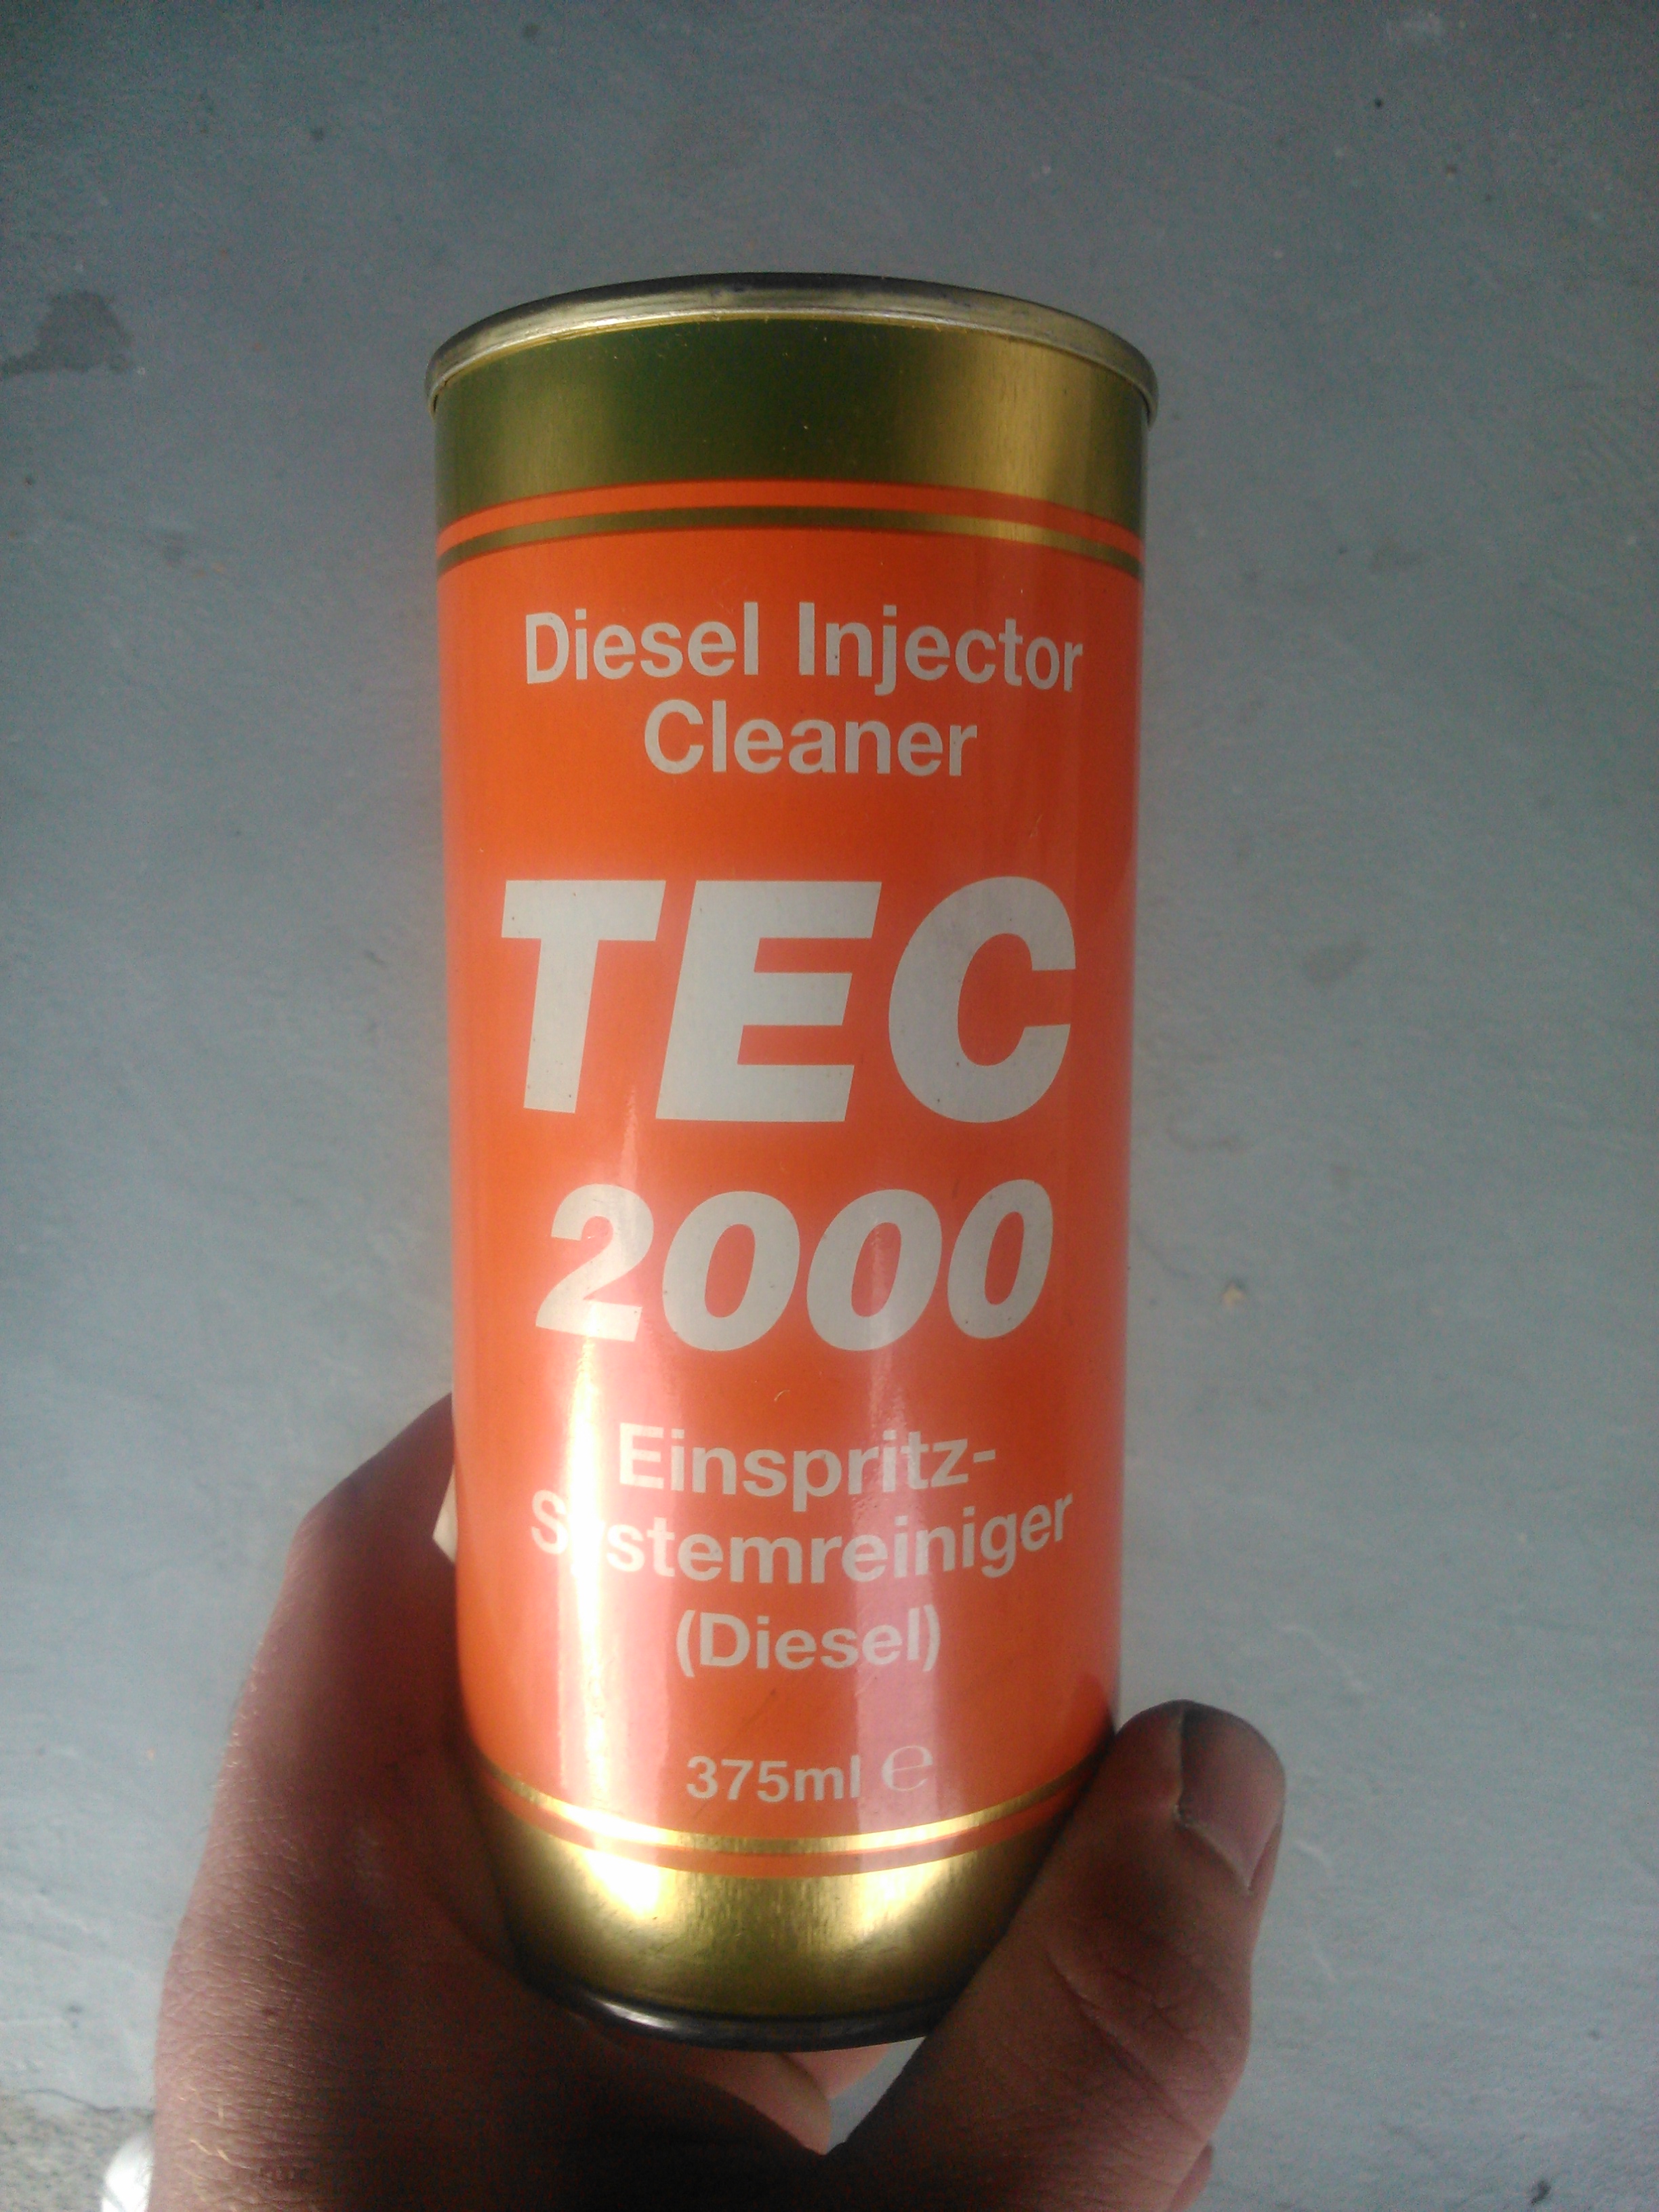 Diesel Injector
Cleaner
TEC
2000
Einspritz-
Systemreiniger
(Diesel)
375ml ℮